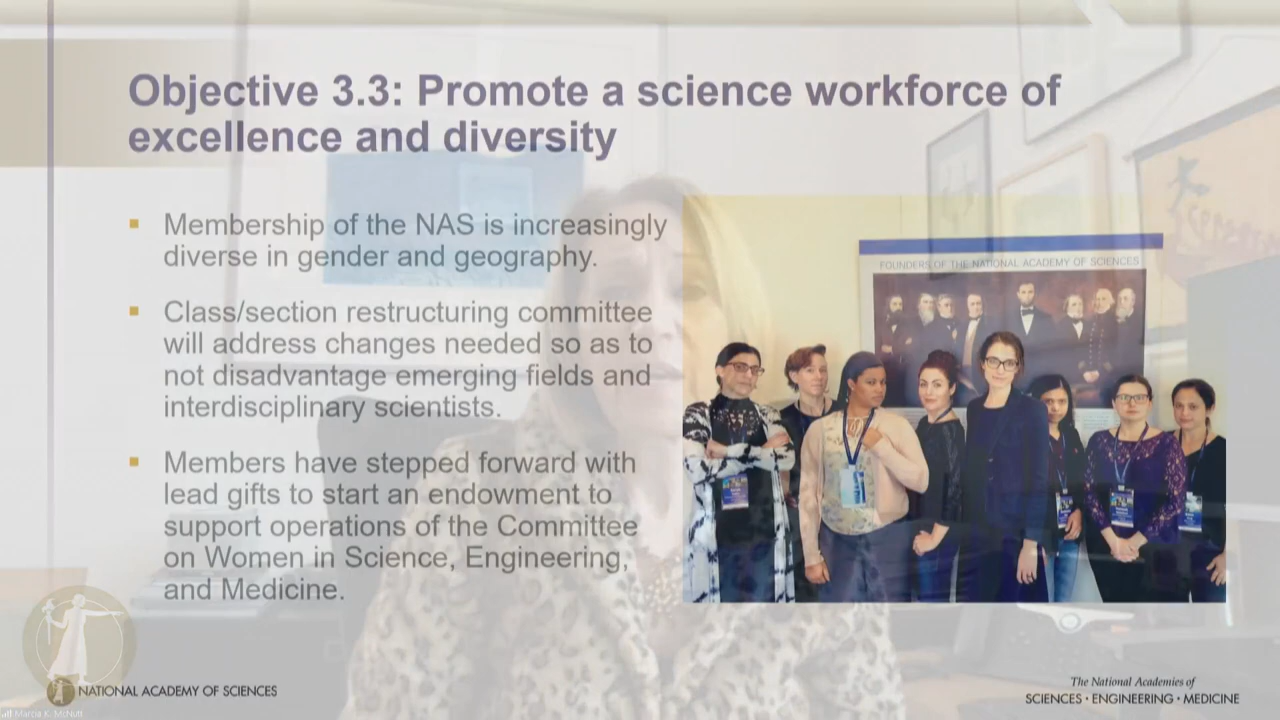 Objective 3.3: Promote a science workforce of
excellence and diversity
Membership of the NAS is increasingly
diverse in gender and geography.
Class/section restructuring committee
will address changes needed so as to
not disadvantage emerging fields and
interdisciplinary scientists.
Members have stepped forward with
lead gifts to start an endowment to
support operations of the Committee
on Women in Science, Engineering,
and Medicine.
FOUNDERS OF THE NATIONAL ACADEMY OF SCIENCES
NATIONAL ACADEMY OF SCIENCES
The National Academies of
SCIENCES · ENGINEERING · MEDICINE
Marcia K. McNutt